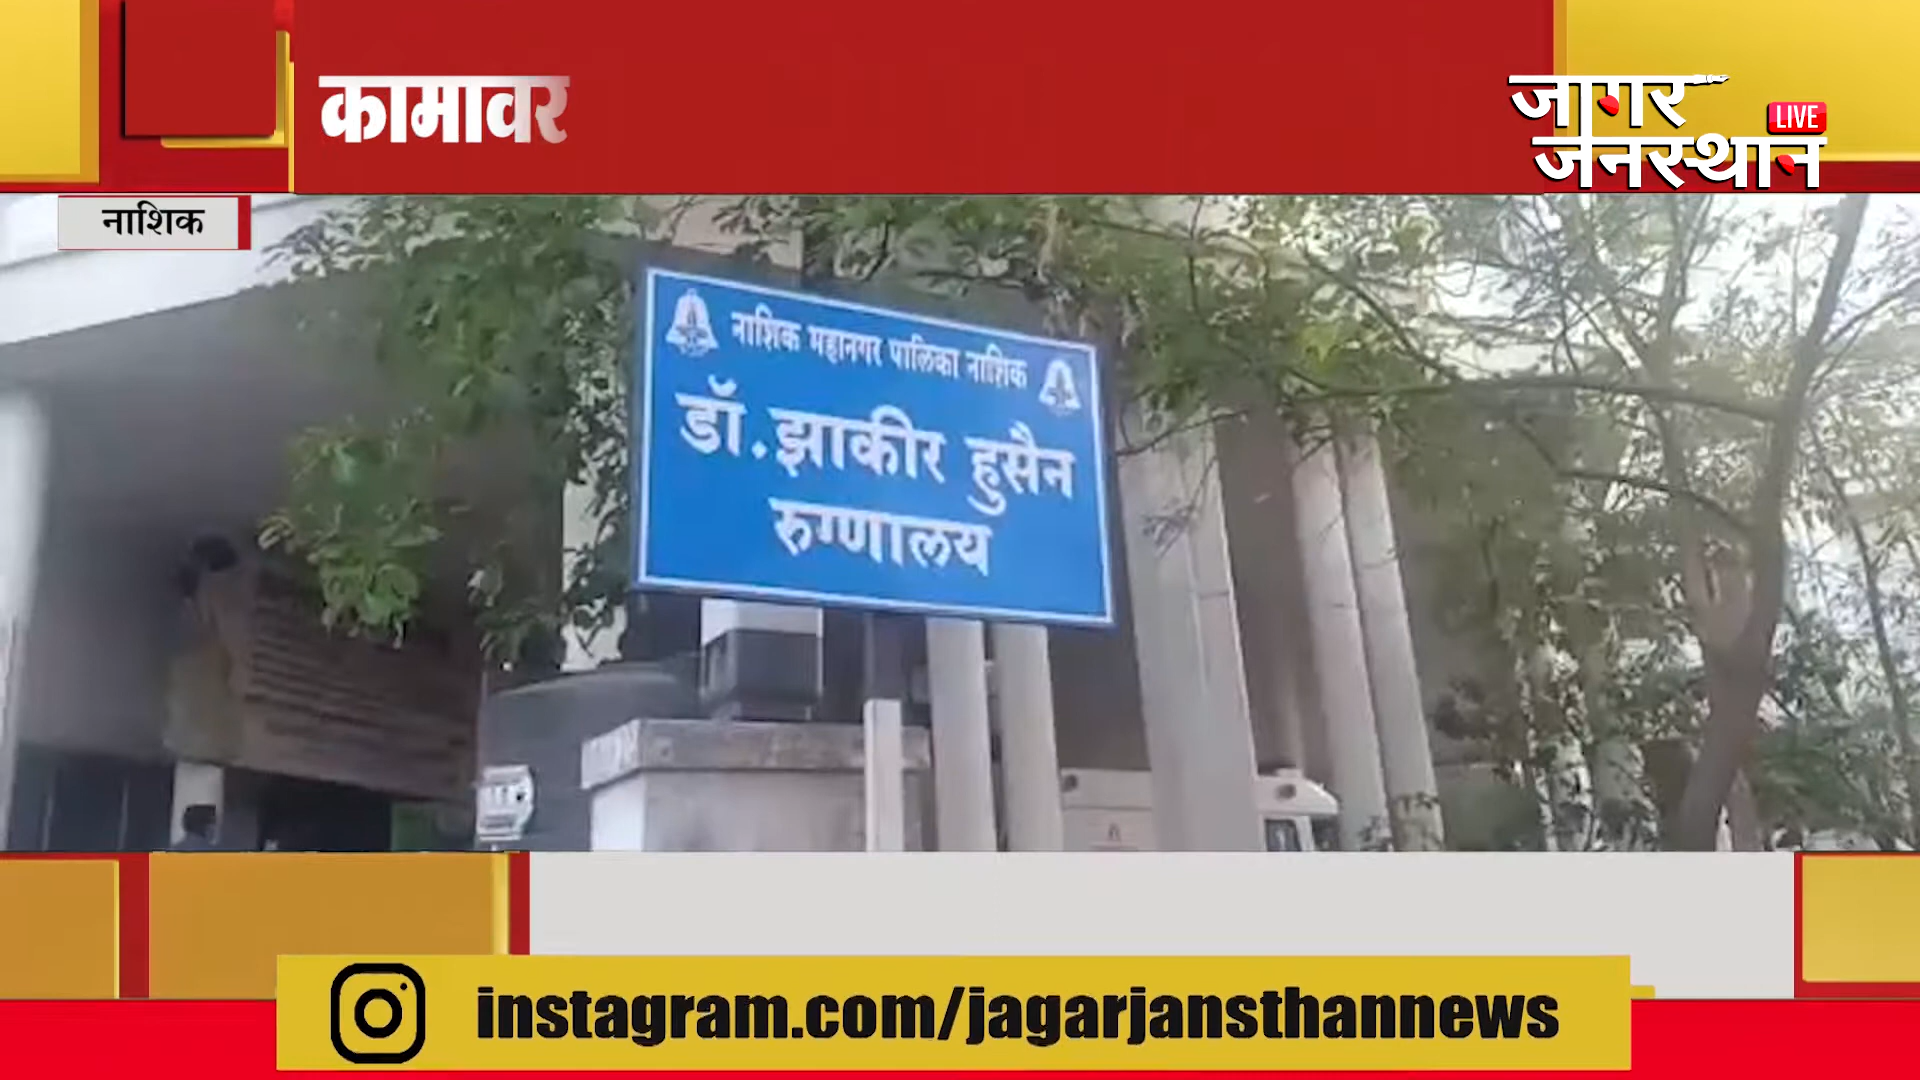 कामावर
जागर
LIVE
जनस्थान
नाशिक
नाशिक महानगर पालिका नाशिक
डॉ. झाकीर हुसैन
रुग्णालय
instagram.com/jagarjansthannews